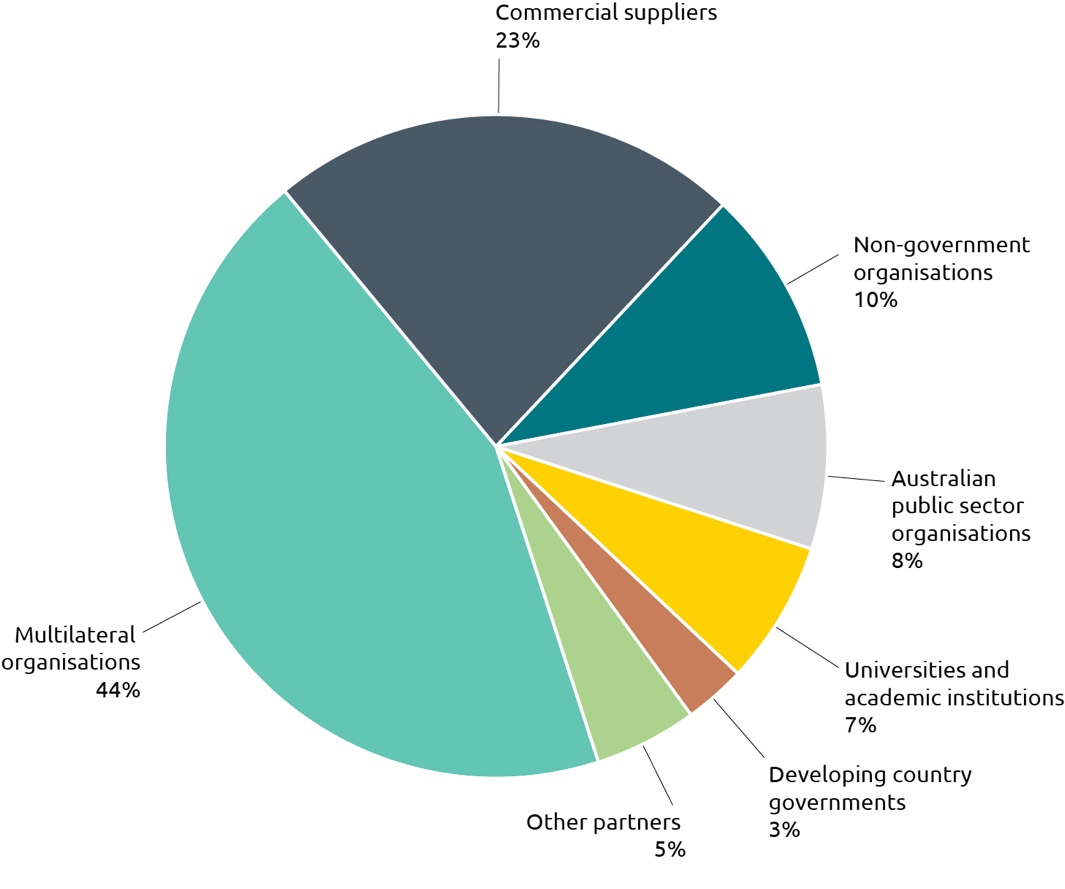 Commercial suppliers
23%
Non-government
organisations
10%
Australian
public sector
organisations
8%
Universities and
academic institutions
7%
Developing country
governments
3%
Other partners
5%
Multilateral
organisations
44%